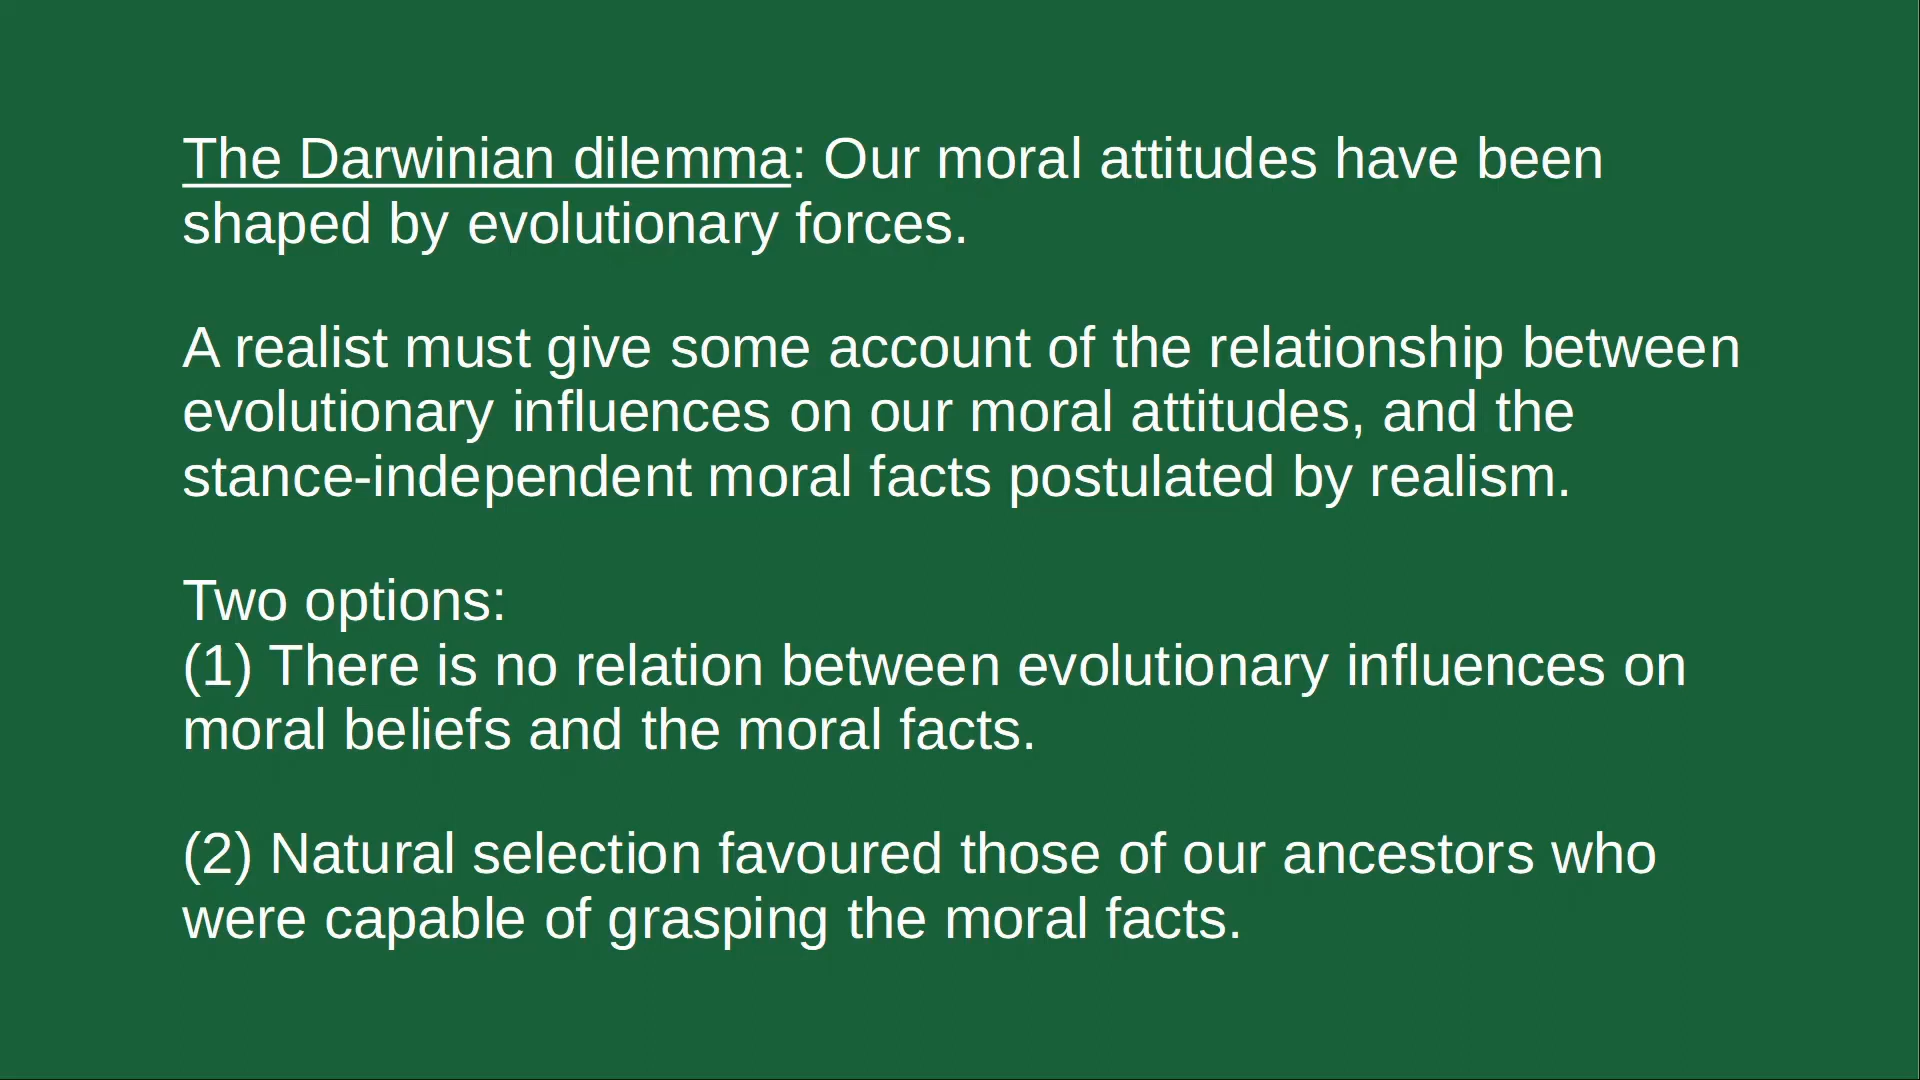 The Darwinian dilemma: Our moral attitudes have been
shaped by evolutionary forces.
A realist must give some account of the relationship between
evolutionary influences on our moral attitudes, and the
stance-independent moral facts postulated by realism.
Two options:
(1) There is no relation between evolutionary influences on
moral beliefs and the moral facts.
(2) Natural selection favoured those of our ancestors who
were capable of grasping the moral facts.